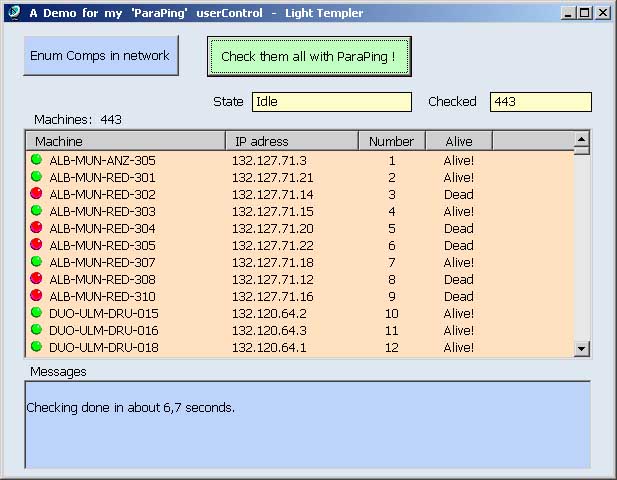 A Demo for my 'ParaPing' userControl - Light Templer
Enum Comps in network Check them all with ParaPing !
State Idle Checked 443
Machines: 443
Machine IP adress Number Alive
ALB-MUN-ANZ-305 132.127.71.3 1 Alive!
ALB-MUN-RED-301 132.127.71.21 2 Alive!
ALB-MUN-RED-302 132.127.71.14 3 Dead
ALB-MUN-RED-303 132.127.71.15 4 Alive!
ALB-MUN-RED-304 132.127.71.20 5 Dead
ALB-MUN-RED-305 132.127.71.22 6 Dead
ALB-MUN-RED-307 132.127.71.18 7 Alive!
ALB-MUN-RED-308 132.127.71.12 8 Dead
ALB-MUN-RED-310 132.127.71.16 9 Dead
DUO-ULM-DRU-015 132.120.64.2 10 Alive!
DUO-ULM-DRU-016 132.120.64.3 11 Alive!
DUO-ULM-DRU-018 132.120.64.1 12 Alive!
Messages
Checking done in about 6,7 seconds.